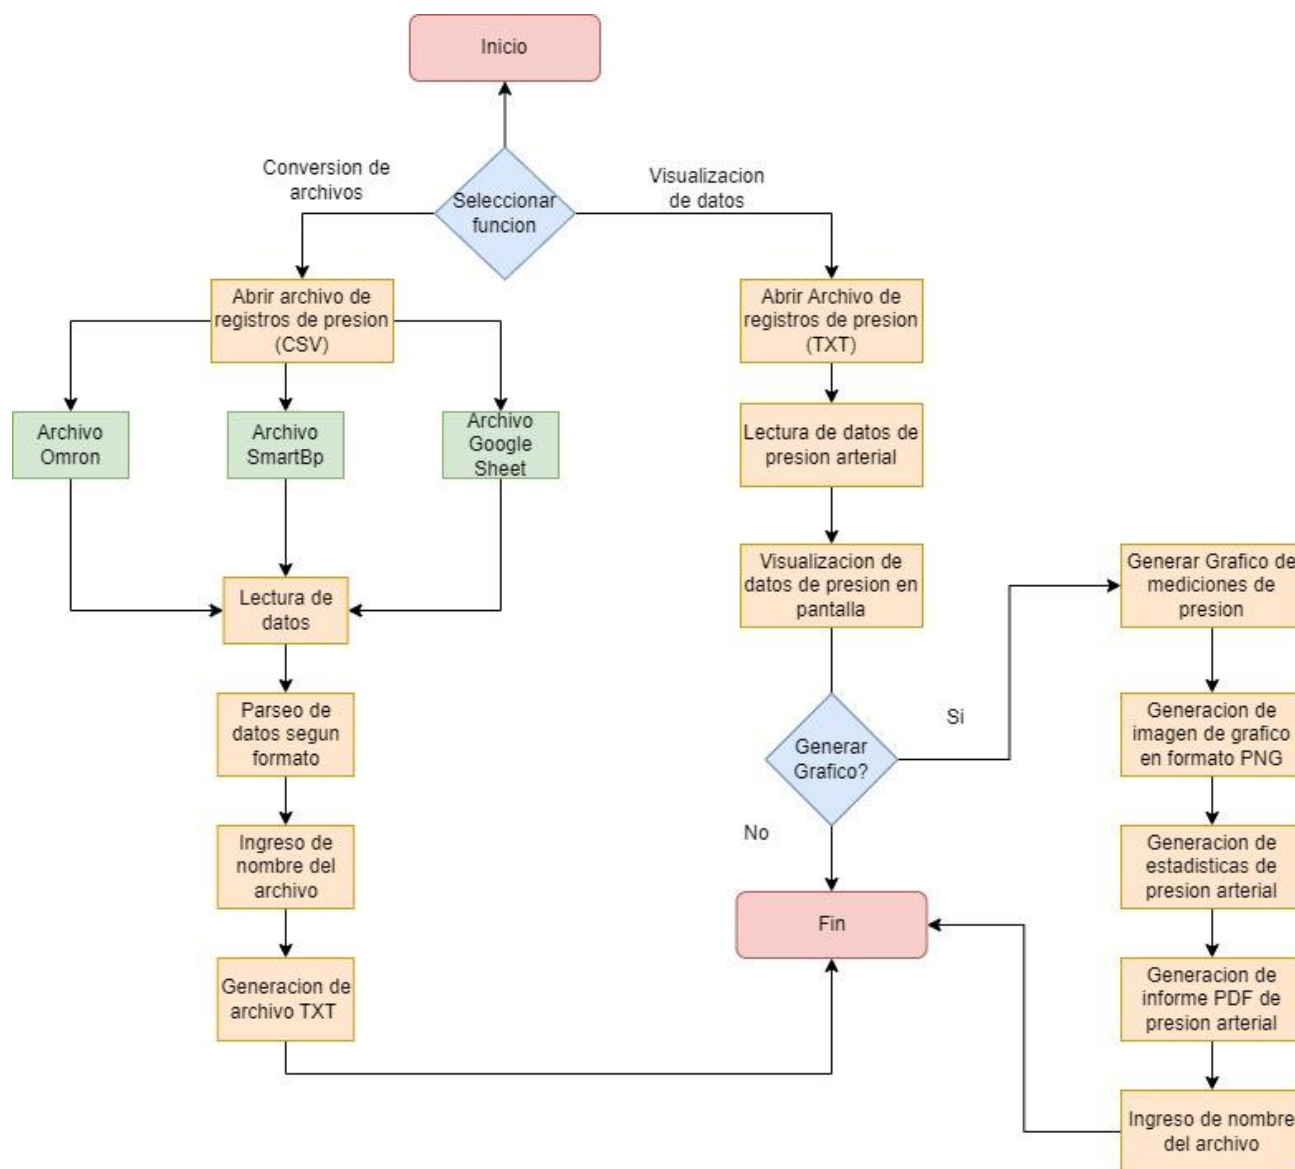 Inicio
Conversion de
archivos
Visualizacion
de datos
Seleccionar
funcion
Abrir archivo de
registros de presion
(CSV)
Abrir Archivo de
registros de presion
(TXT)
Archivo
Omron
Archivo
SmartBp
Archivo
Google
Sheet
Lectura de datos de
presion arterial
Lectura de
datos
Visualizacion de
datos de presion en
pantalla
Generar Grafico de
mediciones de
presion
Parseo de
datos segun
formato
Generar
Grafico?
Si
No
Generacion de
imagen de grafico
en formato PNG
Ingreso de
nombre del
archivo
Generacion de
estadisticas de
presion arterial
Fin
Generacion de
archivo TXT
Generacion de
informe PDF de
presion arterial
Ingreso de nombre
del archivo